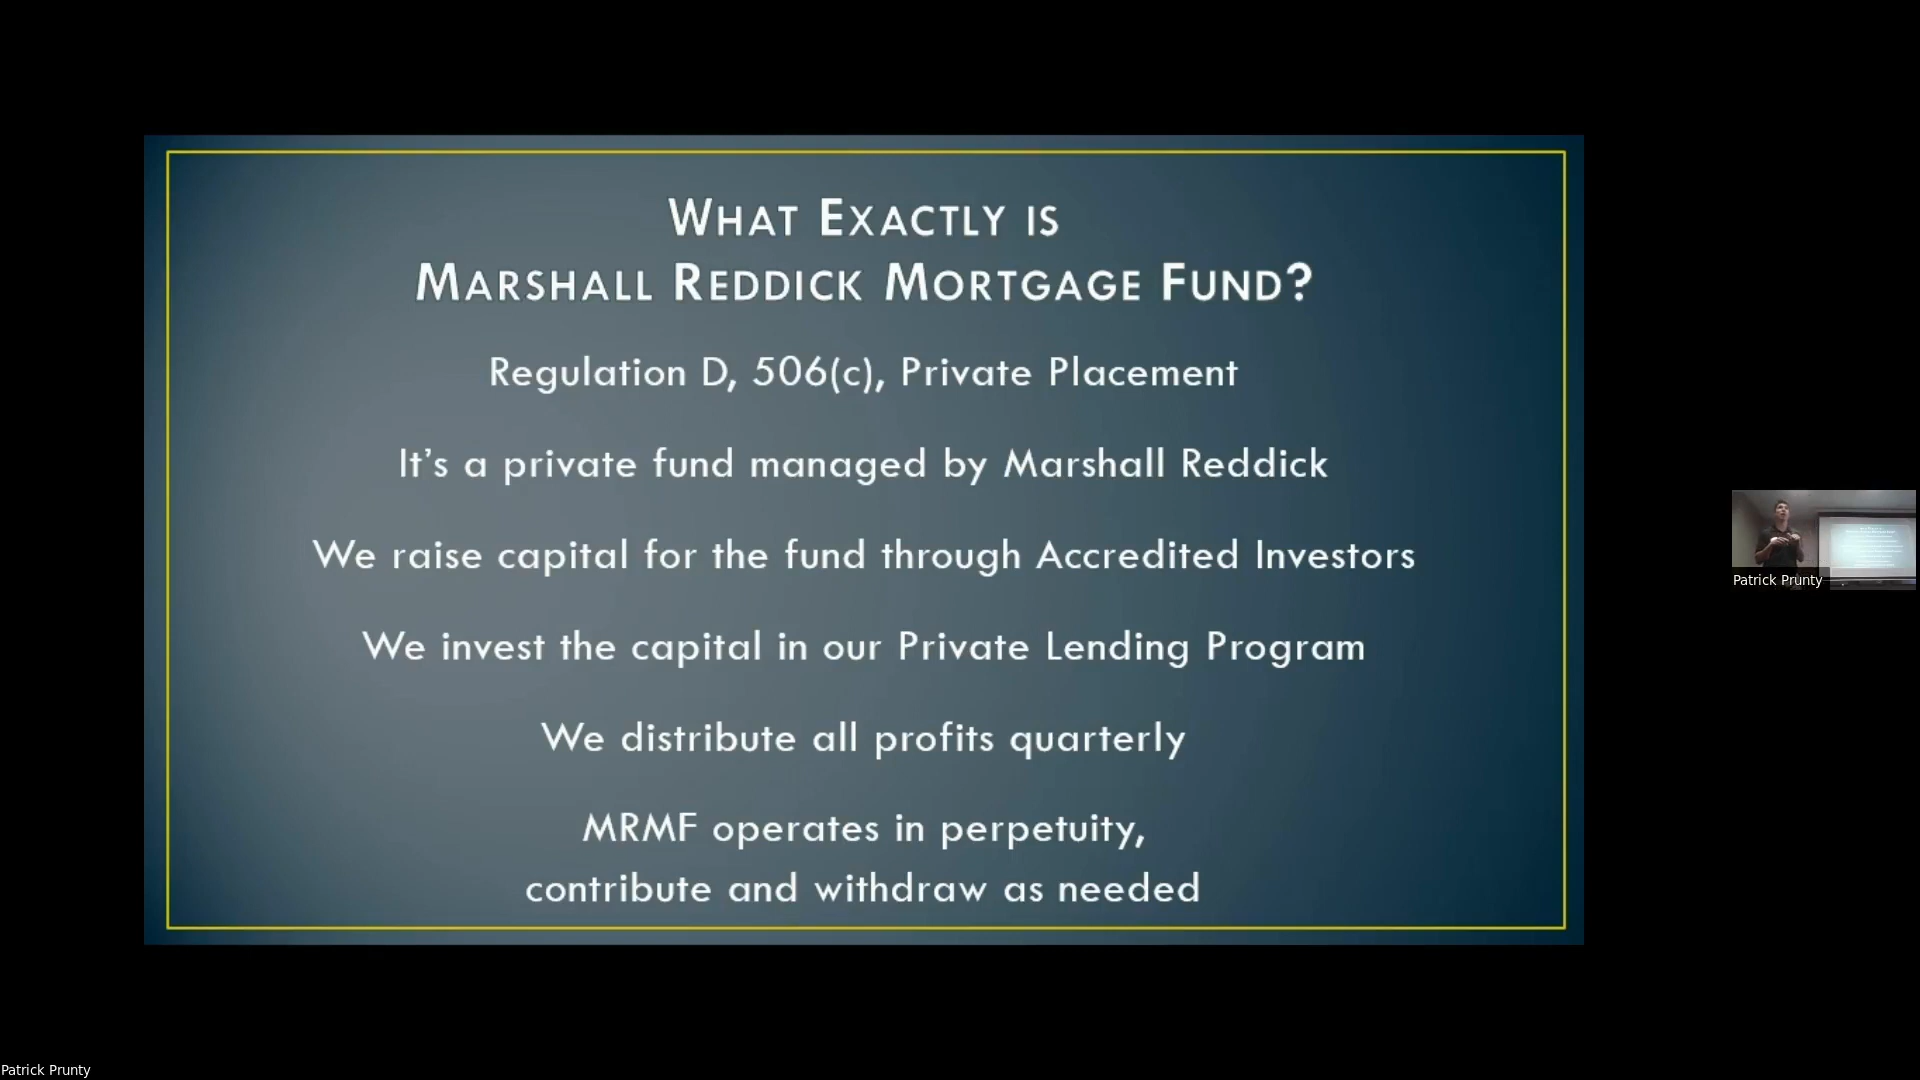 What Exactly is
Marshall Reddick Mortgage Fund?
Regulation D, 506(c), Private Placement
It's a private fund managed by Marshall Reddick
We raise capital for the fund through Accredited Investors
We invest the capital in our Private Lending Program
We distribute all profits quarterly
MRMF operates in perpetuity,
contribute and withdraw as needed
Patrick Prunty
Patrick Prunty